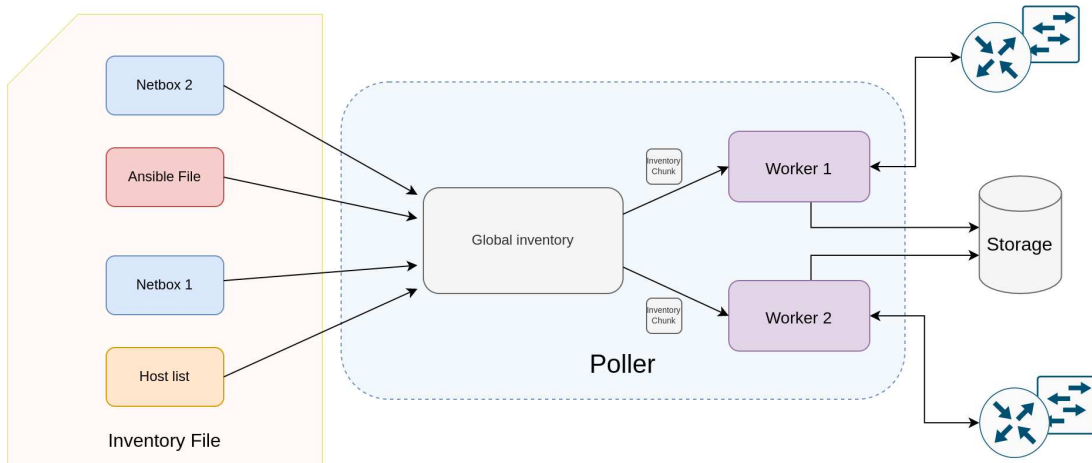 Netbox 2
Ansible File
Netbox 1
Host list
Inventory File
Global inventory
Inventory
Chunk
Inventory
Chunk
Worker 1
Worker 2
Poller
Storage